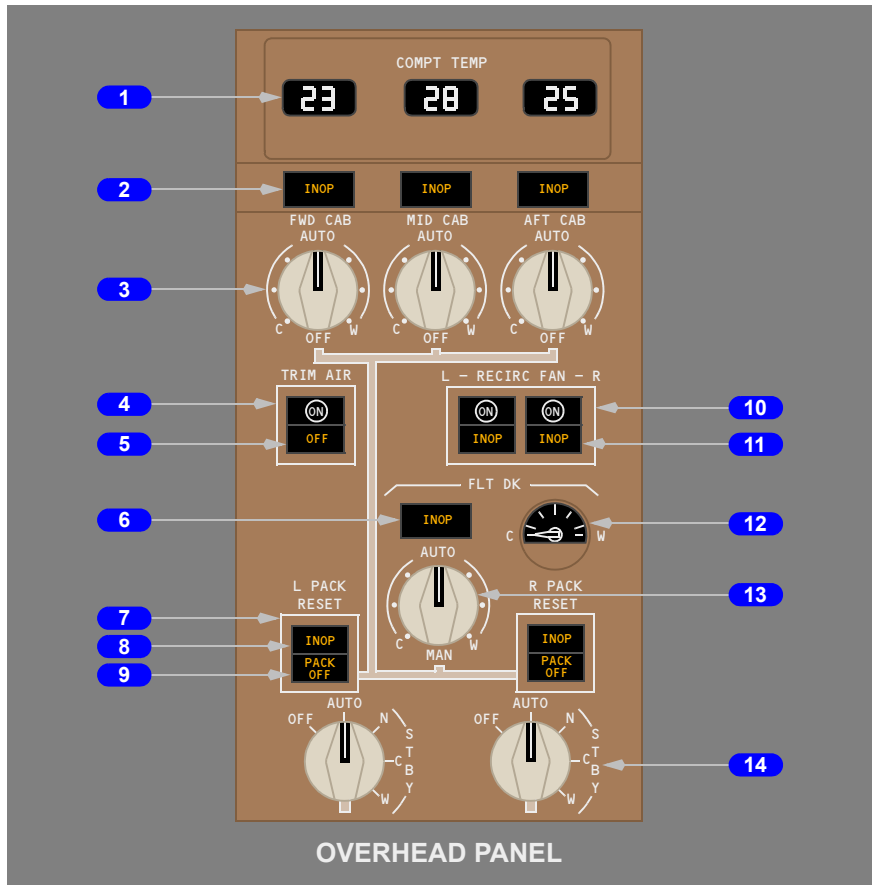 COMPT TEMP
1 23 28 25
2 INOP INOP INOP
FWD CAB MID CAB AFT CAB
AUTO AUTO AUTO
3
C OFF W C OFF W C OFF W
TRIM AIR L - RECIRC FAN - R
4 ON ON ON 10
5 OFF INOP INOP 11
FLT DK
6 INOP C W 12
AUTO
L PACK R PACK 13
RESET RESET
7
C MAN W
8 INOP INOP
9 PACK OFF PACK OFF
AUTO AUTO
OFF N OFF N
C C
W W
STBY STBY 14
OVERHEAD PANEL